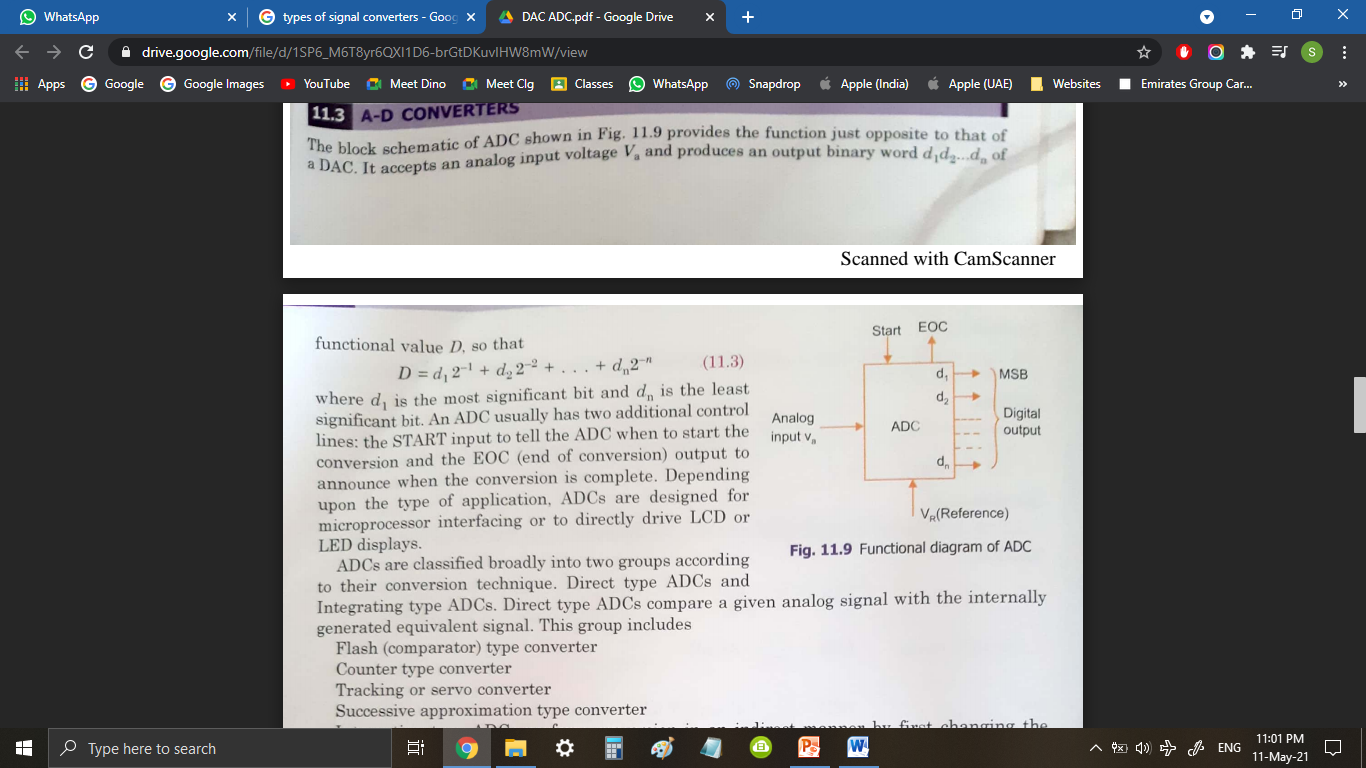 WhatsApp
types of signal converters - Goog
DAC ADC.pdf - Google Drive
drive.google.com/file/d/1SP6_M6T8yr6QXl1D6-brGtDKuvIHW8mW/view
S
Apps
Google
Google Images
YouTube
Meet Dino
Meet Clg
Classes
WhatsApp
Snapdrop
Apple (India)
Apple (UAE)
Websites
Emirates Group Car...
»
11.3 A-D CONVERTERS
The block schematic of ADC shown in Fig. 11.9 provides the function just opposite to that of
a DAC. It accepts an analog input voltage Vₐ and produces an output binary word d₁d₂...dₙ of
Scanned with CamScanner
functional value D, so that
D = d₁ 2⁻¹ + d₂ 2⁻² + . . . + dₙ2⁻ⁿ (11.3)
where d₁ is the most significant bit and dₙ is the least
significant bit. An ADC usually has two additional control
lines: the START input to tell the ADC when to start the
conversion and the EOC (end of conversion) output to
announce when the conversion is complete. Depending
upon the type of application, ADCs are designed for
microprocessor interfacing or to directly drive LCD or
LED displays.
Start EOC
d₁ MSB
d₂
Analog
input vₐ
ADC
Digital
output
dₙ
V_R(Reference)
Fig. 11.9 Functional diagram of ADC
ADCs are classified broadly into two groups according
to their conversion technique. Direct type ADCs and
Integrating type ADCs. Direct type ADCs compare a given analog signal with the internally
generated equivalent signal. This group includes
Flash (comparator) type converter
Counter type converter
Tracking or servo converter
Successive approximation type converter
Type here to search
ENG
11:01 PM
11-May-21